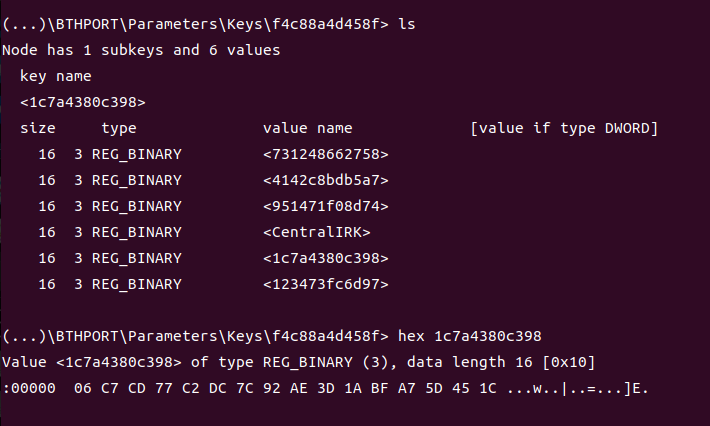 (...)\BTHPORT\Parameters\Keys\f4c88a4d458f> ls
Node has 1 subkeys and 6 values
  key name
  <1c7a4380c398>
  size     type              value name             [value if type DWORD]
    16  3 REG_BINARY         <731248662758>
    16  3 REG_BINARY         <4142c8bdb5a7>
    16  3 REG_BINARY         <951471f08d74>
    16  3 REG_BINARY         <CentralIRK>
    16  3 REG_BINARY         <1c7a4380c398>
    16  3 REG_BINARY         <123473fc6d97>
(...)\BTHPORT\Parameters\Keys\f4c88a4d458f> hex 1c7a4380c398
Value <1c7a4380c398> of type REG_BINARY (3), data length 16 [0x10]
:00000  06 C7 CD 77 C2 DC 7C 92 AE 3D 1A BF A7 5D 45 1C ...w..|..=...]E.